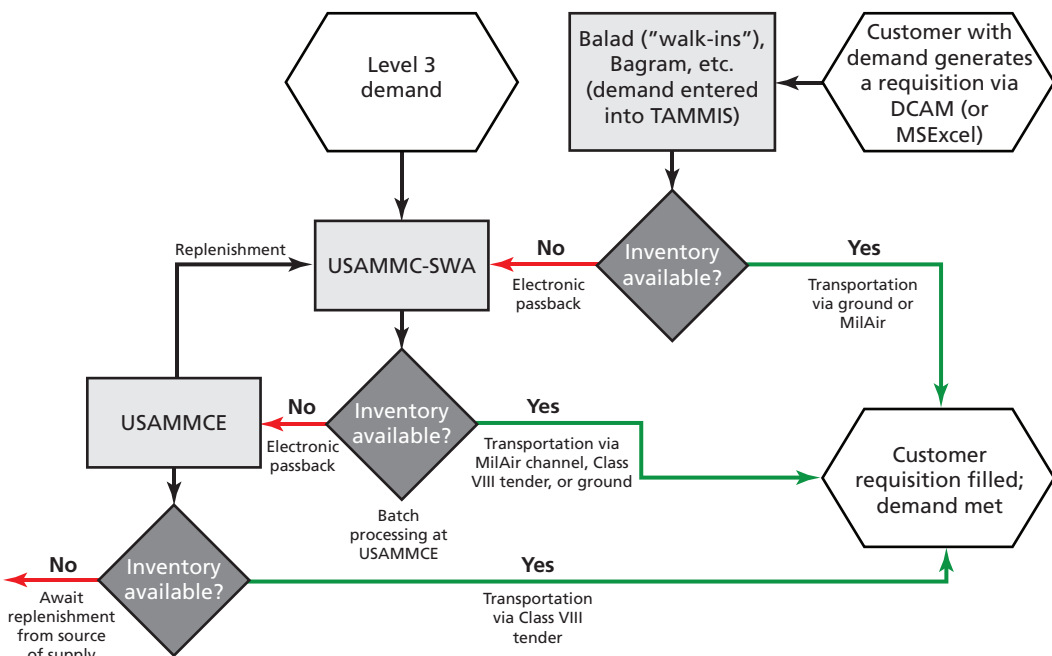 Level 3
demand
Balad (”walk-ins”),
Bagram, etc.
(demand entered
into TAMMIS)
Customer with
demand generates
a requisition via
DCAM (or
MSExcel)
Replenishment
USAMMC-SWA
No
Electronic
passback
Inventory
available?
Yes
Transportation
via ground or
MilAir
USAMMCE
No
Electronic
passback
Inventory
available?
Yes
Transportation via
MilAir channel, Class
VIII tender, or ground
Batch
processing at
USAMMCE
Customer
requisition filled;
demand met
No
Await
replenishment
from source
of supply
Inventory
available?
Yes
Transportation
via Class VIII
tender